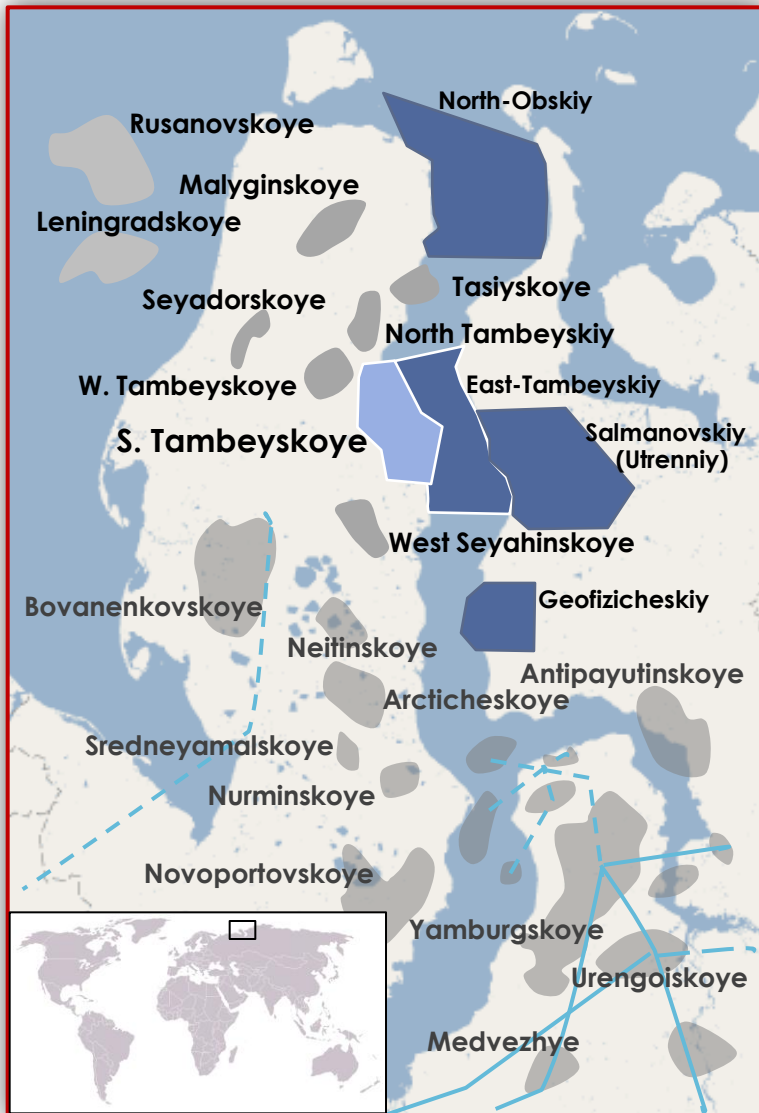 North-Obskiy
Rusanovskoye
Malyginskoye
Leningradskoye
Tasiyskoye
Seyadorskoye
North Tambeyskiy
W. Tambeyskoye
East-Tambeyskiy
S. Tambeyskoye
Salmanovskiy
(Utrenniy)
West Seyahinskoye
Bovanenkovskoye
Geofizicheskiy
Neitinskoye
Antipayutinskoye
Arcticheskoye
Sredneyamalskoye
Nurminskoye
Novoportovskoye
Yamburgskoye
Urengoiskoye
Medvezhye